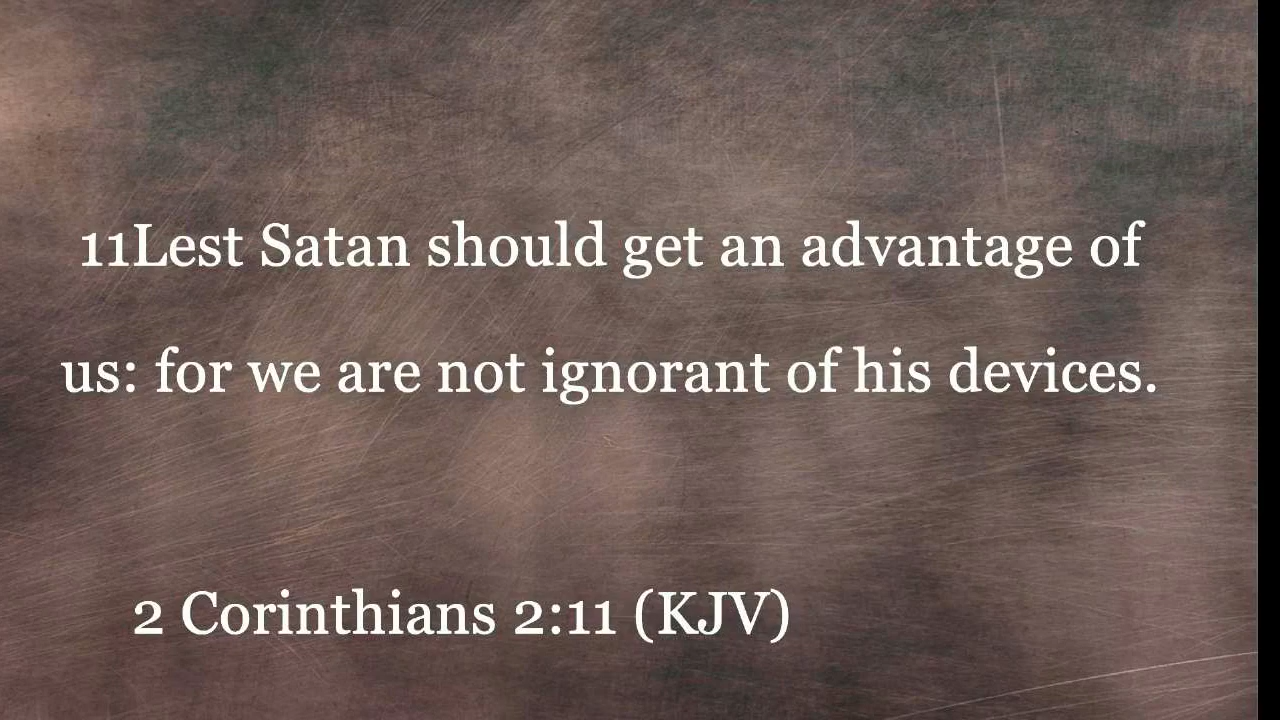 11Lest Satan should get an advantage of
us: for we are not ignorant of his devices.
2 Corinthians 2:11 (KJV)